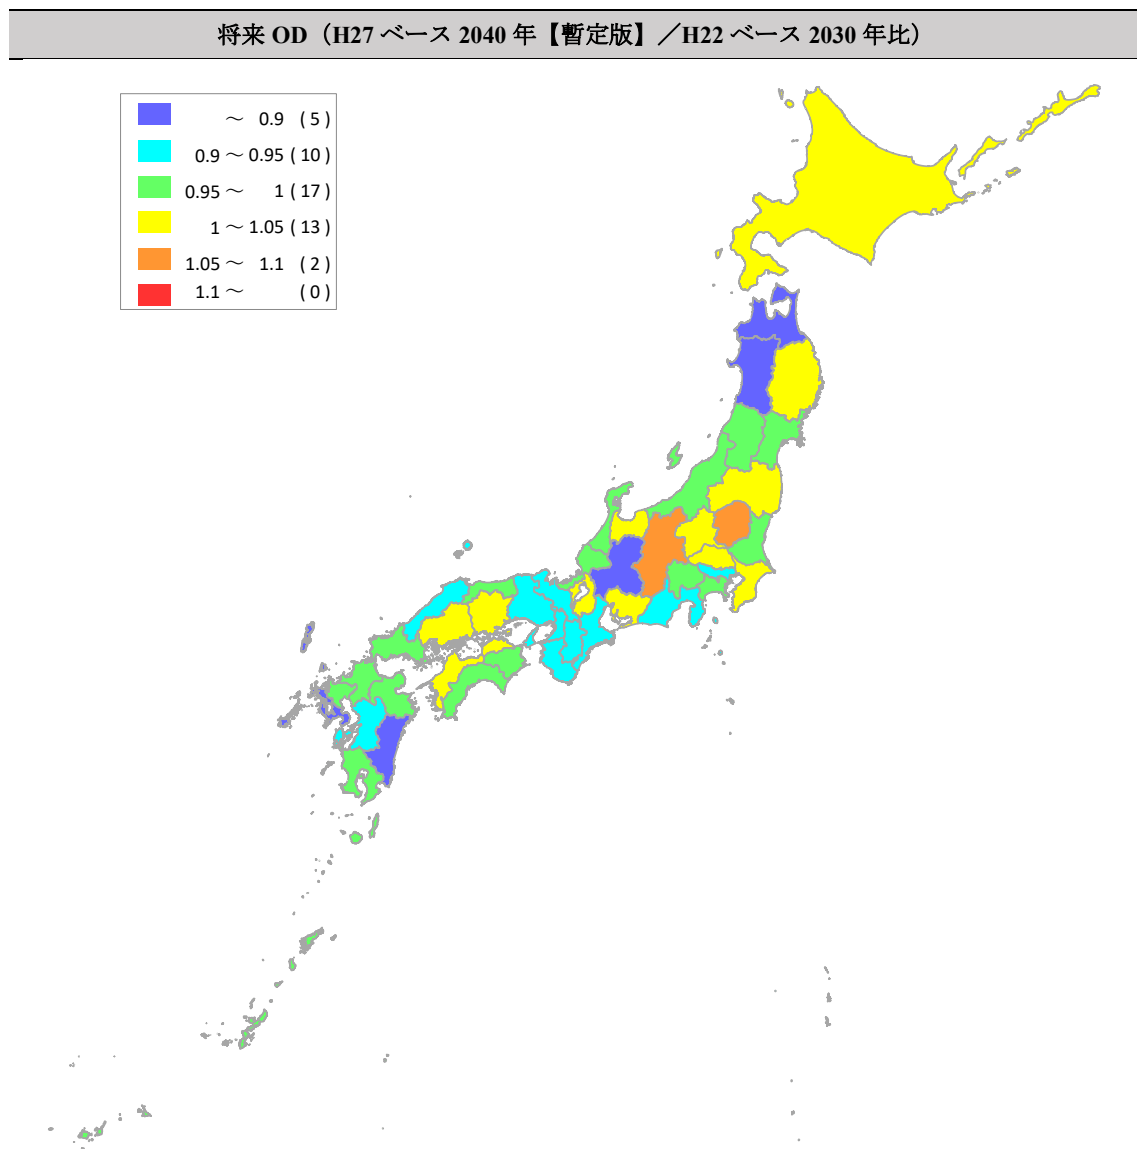 将来 OD（H27 ベース 2040 年【暫定版】／H22 ベース 2030 年比）
～ 0.9 ( 5 )
0.9 ～ 0.95 ( 10 )
0.95 ～ 1 ( 17 )
1 ～ 1.05 ( 13 )
1.05 ～ 1.1 ( 2 )
1.1 ～ ( 0 )